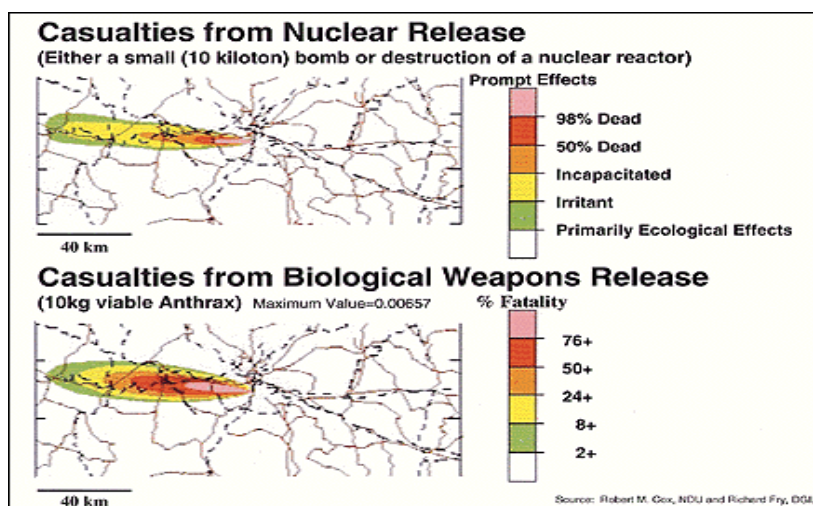 Casualties from Nuclear Release
(Either a small (10 kiloton) bomb or destruction of a nuclear reactor)
Prompt Effects
98% Dead
50% Dead
Incapacitated
Irritant
Primarily Ecological Effects
40 km
Casualties from Biological Weapons Release
(10kg viable Anthrax) Maximum Value=0.00657
% Fatality
76+
50+
24+
8+
2+
40 km
Source: Robert M. Cox, NDU and Richard Fry,